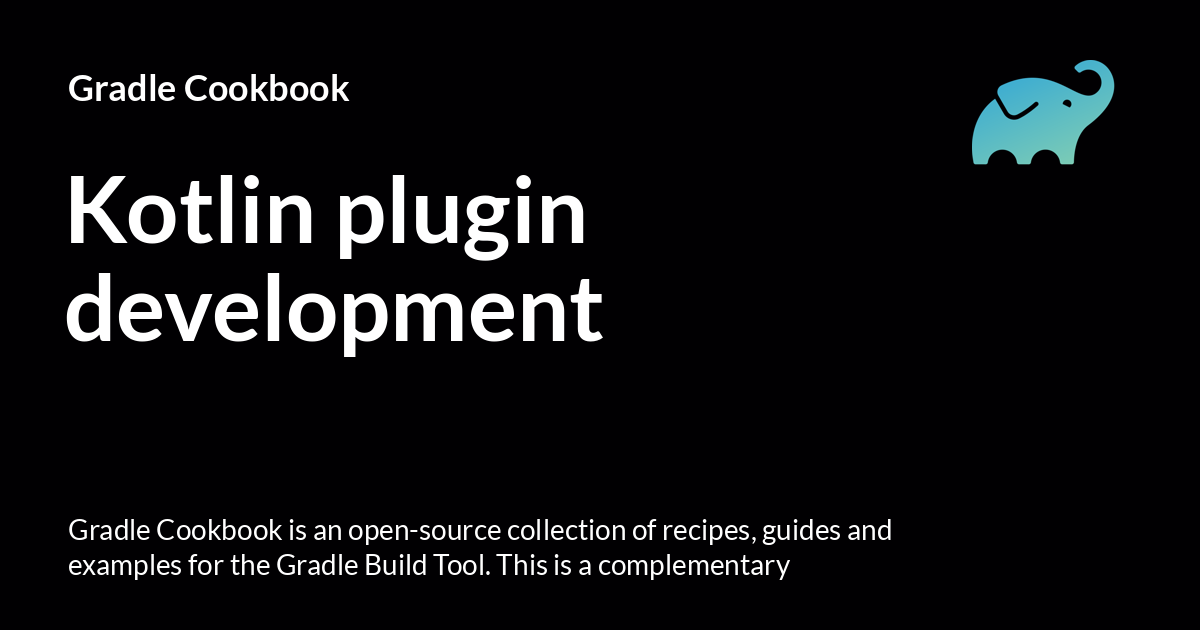 Gradle Cookbook
Kotlin plugin
development
Gradle Cookbook is an open-source collection of recipes, guides and
examples for the Gradle Build Tool. This is a complementary